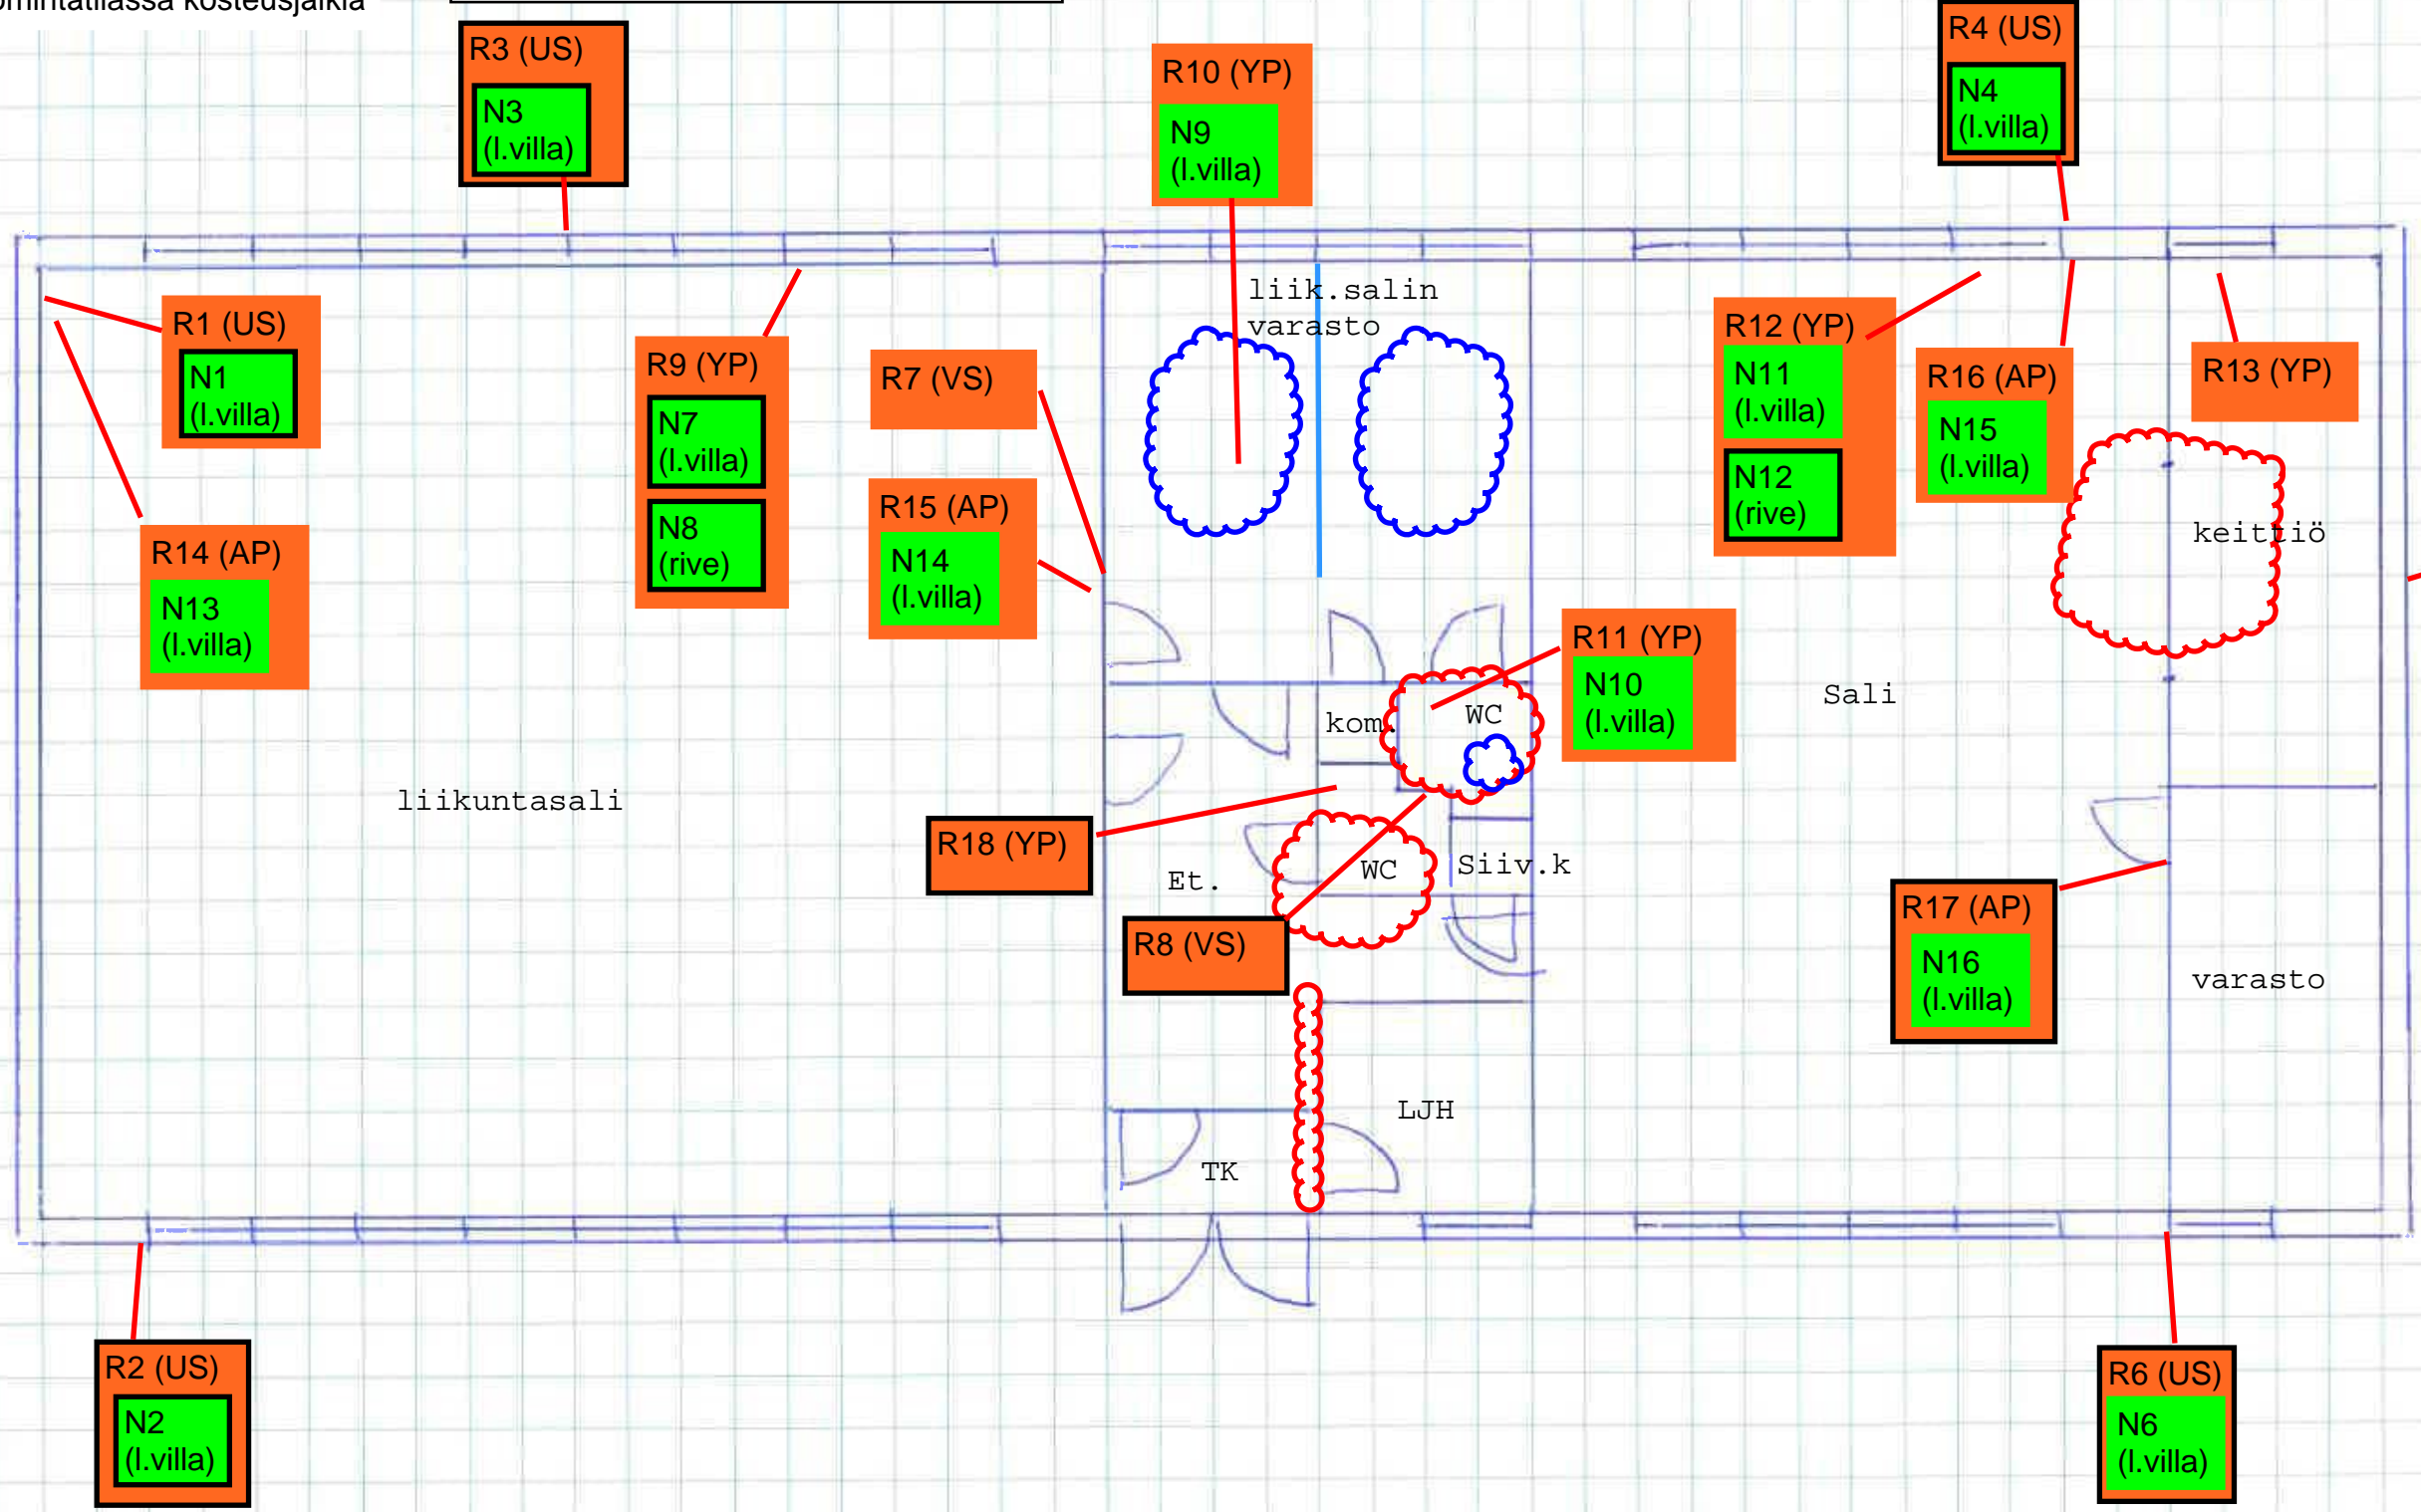 kosteusjälkiä
R3 (US)
N3
(l.villa)
R10 (YP)
N9
(l.villa)
R4 (US)
N4
(l.villa)
R1 (US)
N1
(l.villa)
R9 (YP)
N7
(l.villa)
N8
(rive)
R7 (VS)
liik.salin
varasto
R12 (YP)
N11
(l.villa)
N12
(rive)
R16 (AP)
N15
(l.villa)
R13 (YP)
R14 (AP)
N13
(l.villa)
R15 (AP)
N14
(l.villa)
keittiö
R11 (YP)
N10
(l.villa)
kom.
WC
Sali
liikuntasali
R18 (YP)
Et.
WC
Siiv.k
R8 (VS)
R17 (AP)
N16
(l.villa)
varasto
LJH
TK
R2 (US)
N2
(l.villa)
R6 (US)
N6
(l.villa)